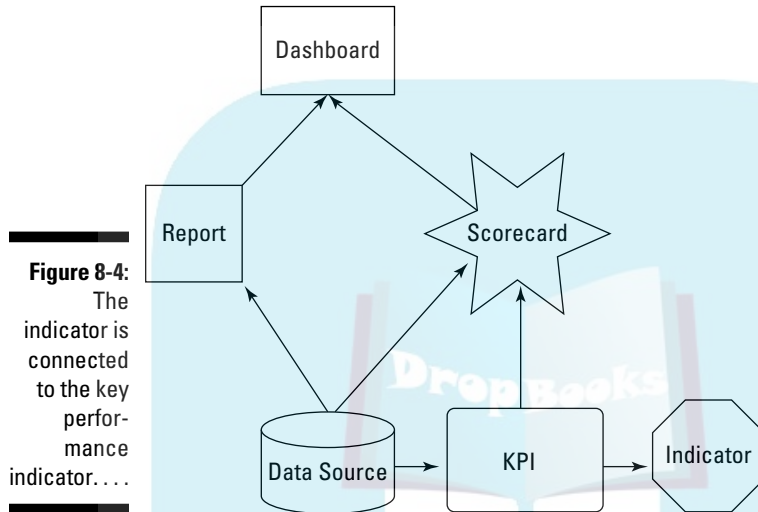 Dashboard
Report
Scorecard
Figure 8-4:
The
indicator is
connected
to the key
perfor-
mance
indicator. . . .
DropBooks
Data Source
KPI
Indicator